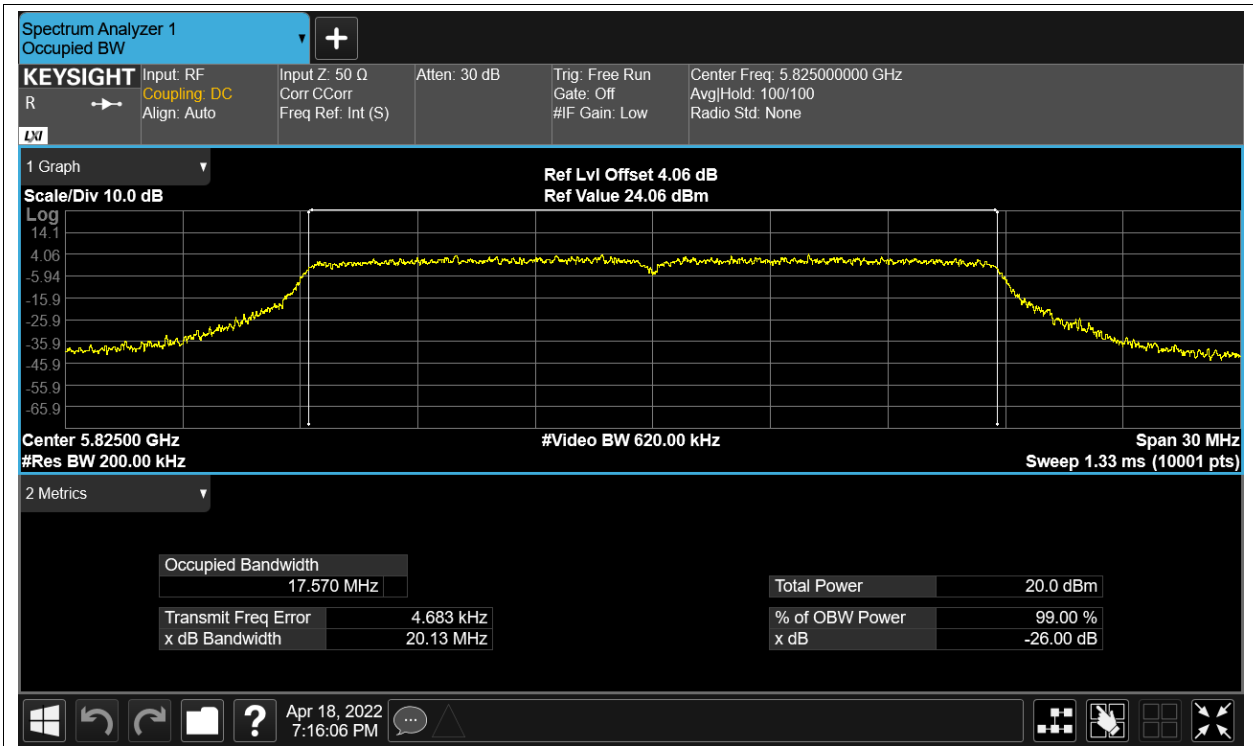 Spectrum Analyzer 1
Occupied BW
KEYSIGHT
R
LXI
Input: RF
Coupling: DC
Align: Auto
Input Z: 50 Ω
Corr CCorr
Freq Ref: Int (S)
Atten: 30 dB
Trig: Free Run
Gate: Off
#IF Gain: Low
Center Freq: 5.825000000 GHz
Avg|Hold: 100/100
Radio Std: None
1 Graph
Ref Lvl Offset 4.06 dB
Scale/Div 10.0 dB
Ref Value 24.06 dBm
Log
14.1
4.06
-5.94
-15.9
-25.9
-35.9
-45.9
-55.9
-65.9
Center 5.82500 GHz
#Video BW 620.00 kHz
Span 30 MHz
#Res BW 200.00 kHz
Sweep 1.33 ms (10001 pts)
2 Metrics
Occupied Bandwidth
17.570 MHz
Total Power 20.0 dBm
Transmit Freq Error 4.683 kHz
% of OBW Power 99.00 %
x dB Bandwidth 20.13 MHz
x dB -26.00 dB
?
Apr 18, 2022
7:16:06 PM